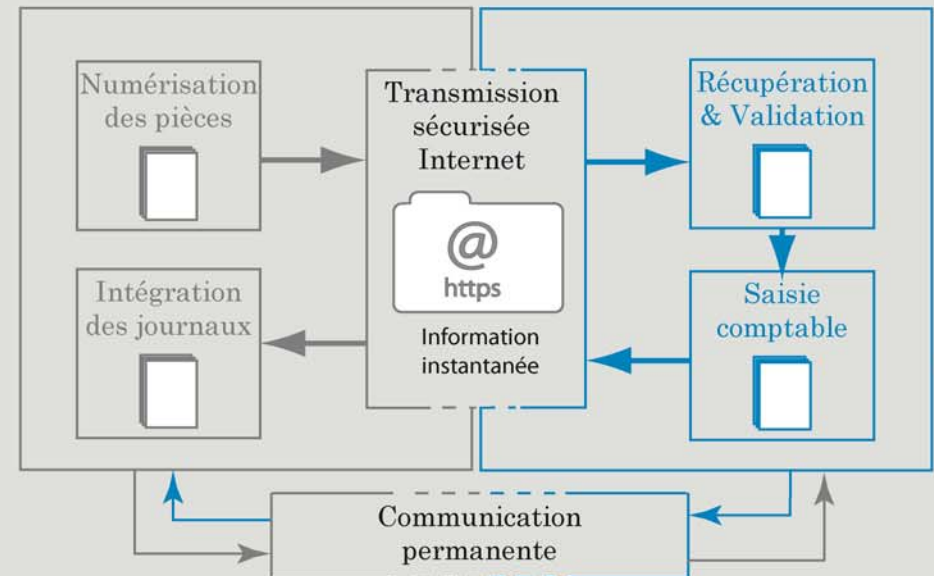 Numérisation
des pièces
Transmission
sécurisée
Internet
@
https
Information
instantanée
Récupération
& Validation
Saisie
comptable
Intégration
des journaux
Communication
permanente